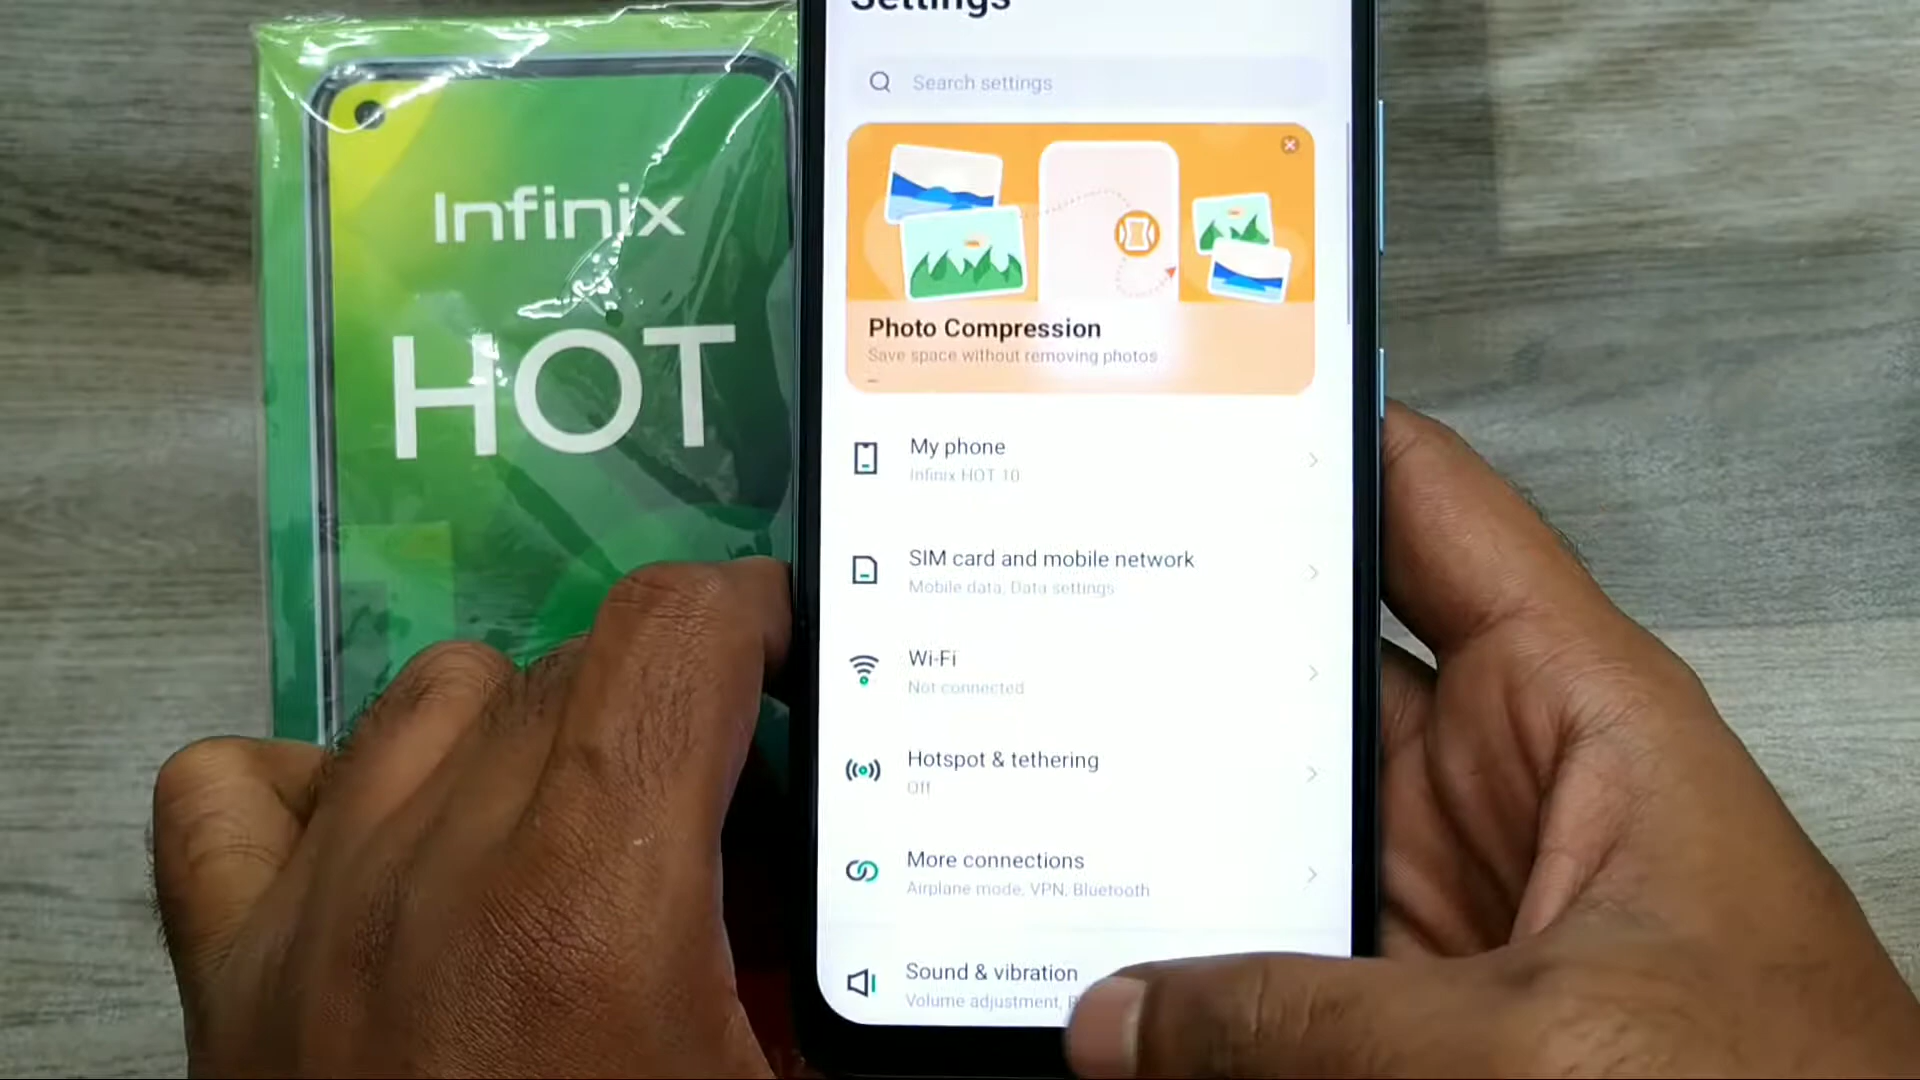 Infinix
HOT
Settings
Search settings
Photo Compression
Save space without removing photos
My phone
Infinix HOT 10
SIM card and mobile network
Mobile data, Data settings
Wi-Fi
Not connected
Hotspot & tethering
Off
More connections
Airplane mode, VPN, Bluetooth
Sound & vibration
Volume adjustment,